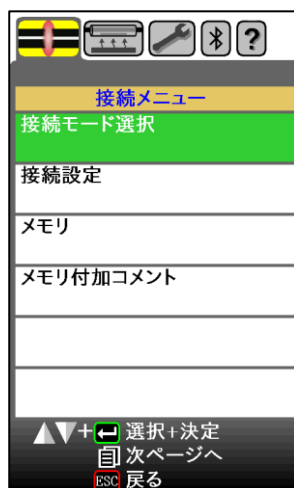 ?
接続メニュー
接続モード選択
接続設定
メモリ
メモリ付加コメント
+ 選択+決定
次ページへ
ESC 戻る